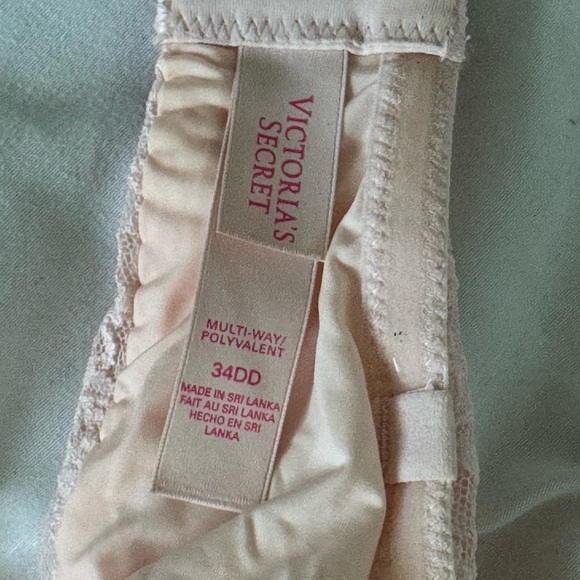 VICTORIA'S
SECRET
MULTI-WAY/
POLYVALENT
34DD
MADE IN SRI LANKA
FAIT AU SRI LANKA
HECHO EN SRI
LANKA